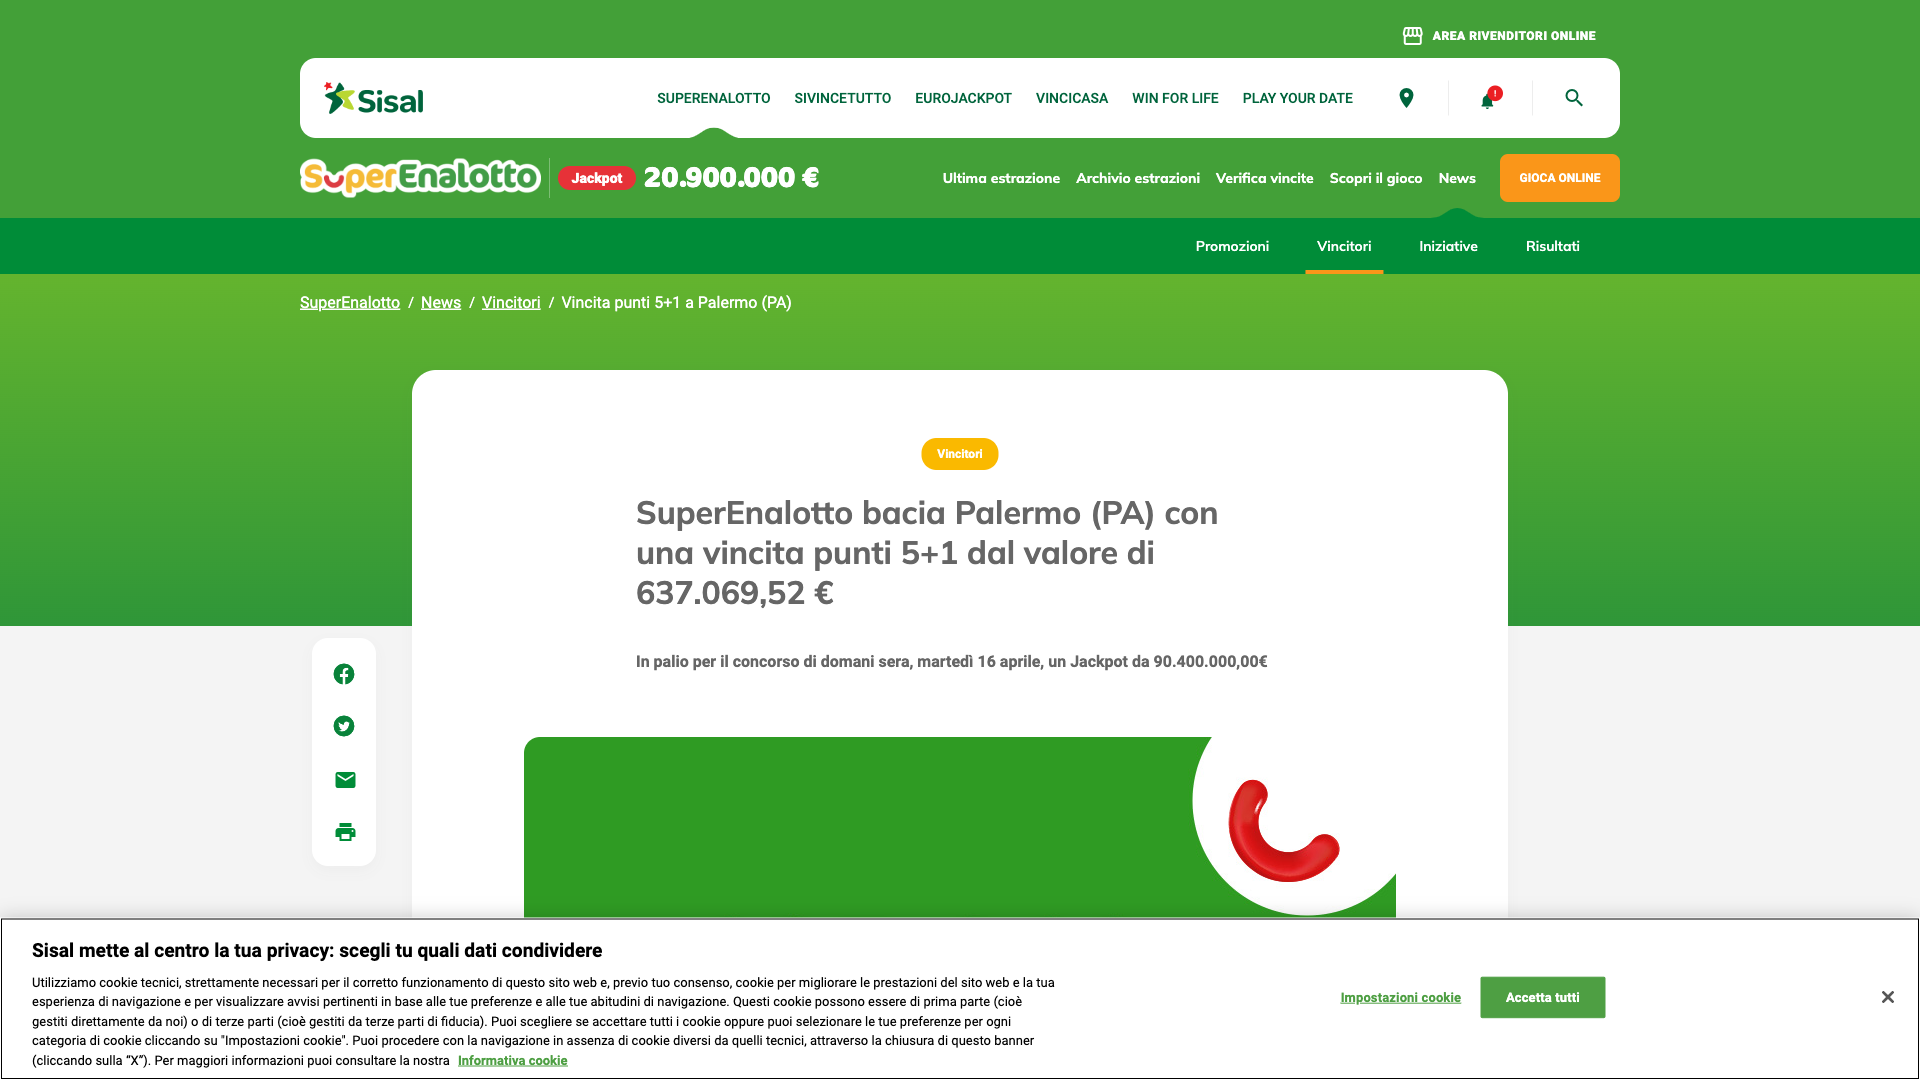 AREA RIVENDITORI ONLINE
Sisal
SUPERENALOTTO
SIVINCETUTTO
EUROJACKPOT
VINCICASA
WIN FOR LIFE
PLAY YOUR DATE
!
SuperEnalotto
Jackpot
20.900.000 €
Ultima estrazione
Archivio estrazioni
Verifica vincite
Scopri il gioco
News
GIOCA ONLINE
Promozioni
Vincitori
Iniziative
Risultati
SuperEnalotto / News / Vincitori / Vincita punti 5+1 a Palermo (PA)
Vincitori
SuperEnalotto bacia Palermo (PA) con
una vincita punti 5+1 dal valore di
637.069,52 €
In palio per il concorso di domani sera, martedì 16 aprile, un Jackpot da 90.400.000,00€
Sisal mette al centro la tua privacy: scegli tu quali dati condividere
Utilizziamo cookie tecnici, strettamente necessari per il corretto funzionamento di questo sito web e, previo tuo consenso, cookie per migliorare le prestazioni del sito web e la tua
esperienza di navigazione e per visualizzare avvisi pertinenti in base alle tue preferenze e alle tue abitudini di navigazione. Questi cookie possono essere di prima parte (cioè
gestiti direttamente da noi) o di terze parti (cioè gestiti da terze parti di fiducia). Puoi scegliere se accettare tutti i cookie oppure puoi selezionare le tue preferenze per ogni
categoria di cookie cliccando su "Impostazioni cookie". Puoi procedere con la navigazione in assenza di cookie diversi da quelli tecnici, attraverso la chiusura di questo banner
(cliccando sulla “X”). Per maggiori informazioni puoi consultare la nostra Informativa cookie
Impostazioni cookie
Accetta tutti